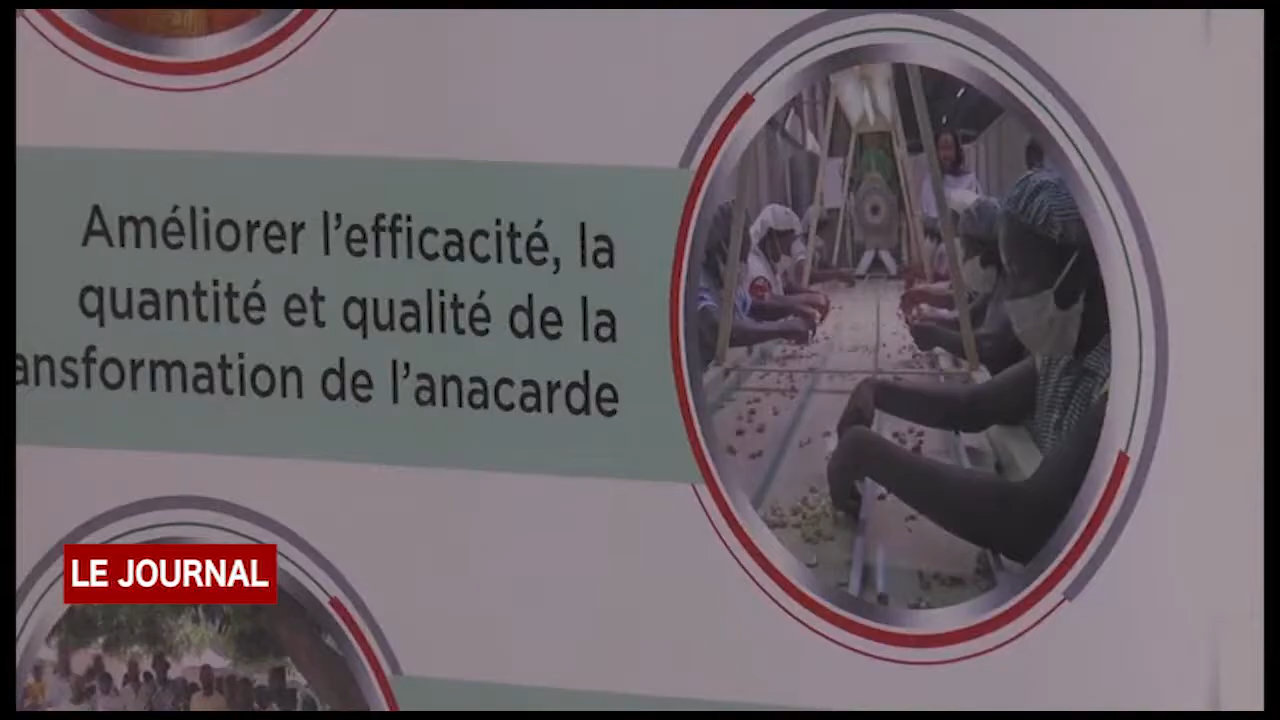 Améliorer l'efficacité, la
quantité et qualité de la
ansformation de l'anacarde
LE JOURNAL